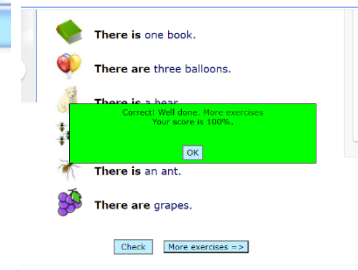 There is one book.
There are three balloons.
There is a bear.
Correct! Well done. More exercises
Your score is 100%.
OK
There is an ant.
There are grapes.
Check
More exercises =>